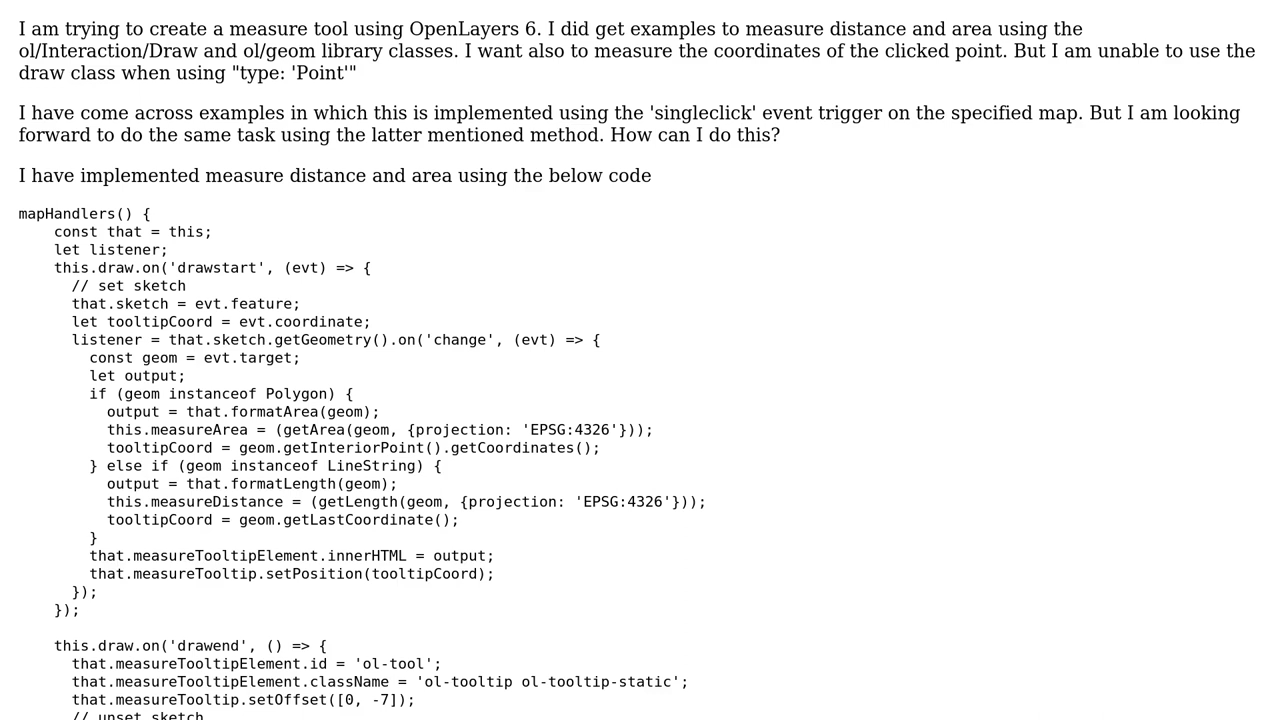 I am trying to create a measure tool using OpenLayers 6. I did get examples to measure distance and area using the
ol/Interaction/Draw and ol/geom library classes. I want also to measure the coordinates of the clicked point. But I am unable to use the
draw class when using "type: 'Point'"
I have come across examples in which this is implemented using the 'singleclick' event trigger on the specified map. But I am looking
forward to do the same task using the latter mentioned method. How can I do this?
I have implemented measure distance and area using the below code
mapHandlers() {
    const that = this;
    let listener;
    this.draw.on('drawstart', (evt) => {
      // set sketch
      that.sketch = evt.feature;
      let tooltipCoord = evt.coordinate;
      listener = that.sketch.getGeometry().on('change', (evt) => {
        const geom = evt.target;
        let output;
        if (geom instanceof Polygon) {
          output = that.formatArea(geom);
          this.measureArea = (getArea(geom, {projection: 'EPSG:4326'}));
          tooltipCoord = geom.getInteriorPoint().getCoordinates();
        } else if (geom instanceof LineString) {
          output = that.formatLength(geom);
          this.measureDistance = (getLength(geom, {projection: 'EPSG:4326'}));
          tooltipCoord = geom.getLastCoordinate();
        }
        that.measureTooltipElement.innerHTML = output;
        that.measureTooltip.setPosition(tooltipCoord);
      });
    });
    this.draw.on('drawend', () => {
      that.measureTooltipElement.id = 'ol-tool';
      that.measureTooltipElement.className = 'ol-tooltip ol-tooltip-static';
      that.measureTooltip.setOffset([0, -7]);
      // unset sketch